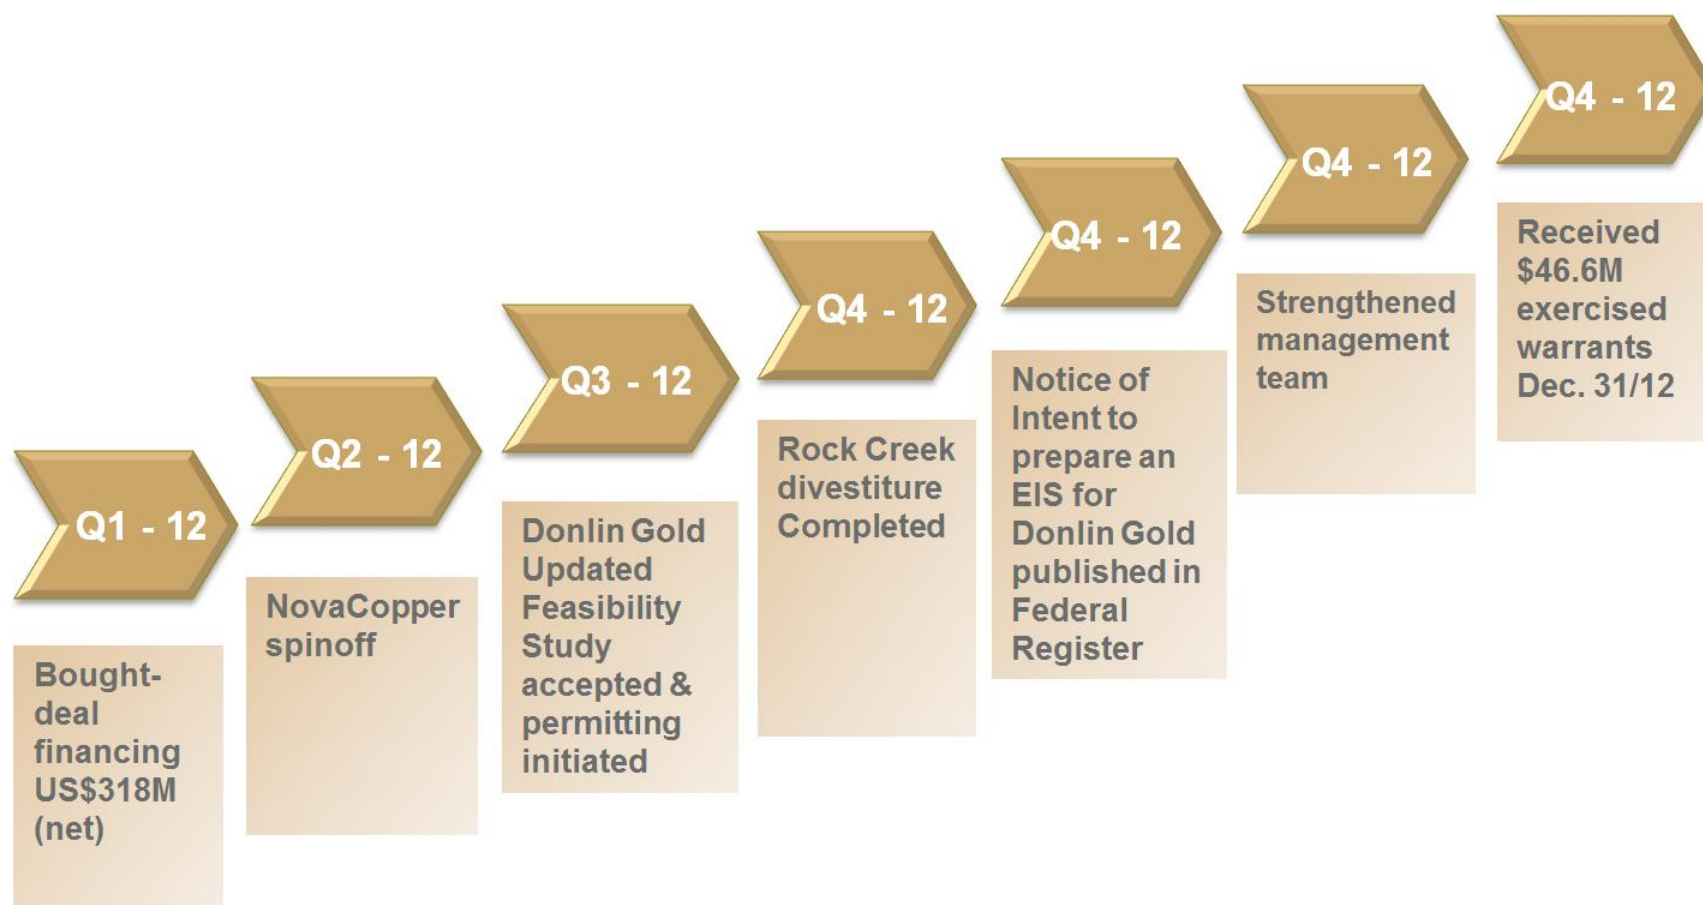 Q1 - 12
Bought-
deal
financing
US$318M
(net)
Q2 - 12
NovaCopper
spinoff
Q3 - 12
Donlin Gold
Updated
Feasibility
Study
accepted &
permitting
initiated
Q4 - 12
Rock Creek
divestiture
Completed
Q4 - 12
Notice of
Intent to
prepare an
EIS for
Donlin Gold
published in
Federal
Register
Q4 - 12
Strengthened
management
team
Q4 - 12
Received
$46.6M
exercised
warrants
Dec. 31/12